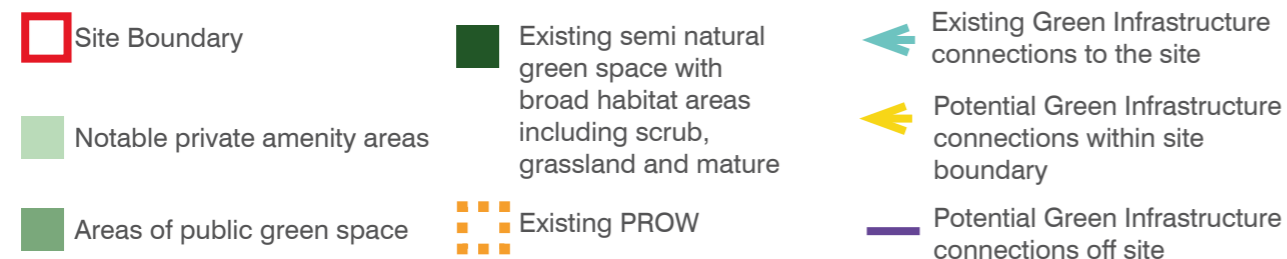 Site Boundary
Notable private amenity areas
Areas of public green space
Existing semi natural
green space with
broad habitat areas
including scrub,
grassland and mature
Existing PROW
Existing Green Infrastructure
connections to the site
Potential Green Infrastructure
connections within site
boundary
Potential Green Infrastructure
connections off site